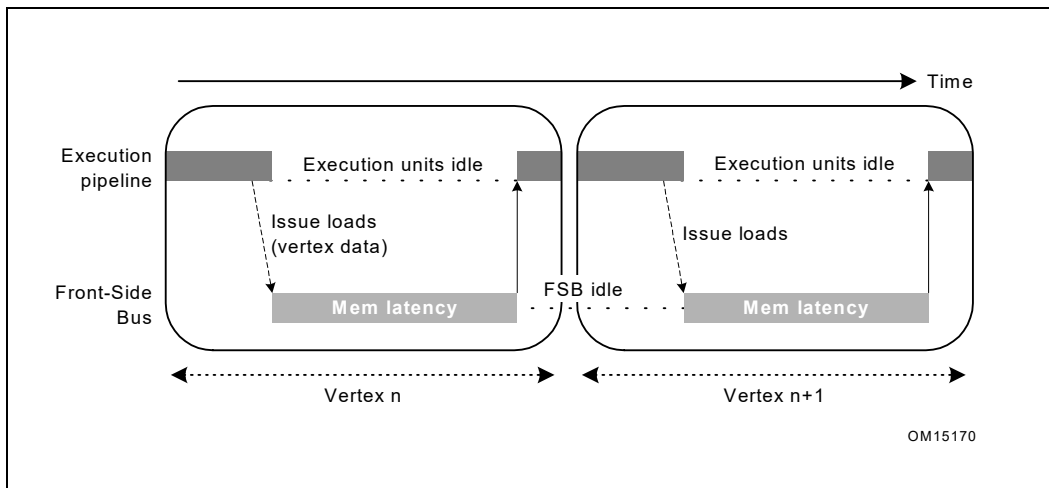 Time
Execution
pipeline
Execution units idle
Execution units idle
Issue loads
(vertex data)
Issue loads
Front-Side
Bus
Mem latency
FSB idle
Mem latency
Vertex n
Vertex n+1
OM15170